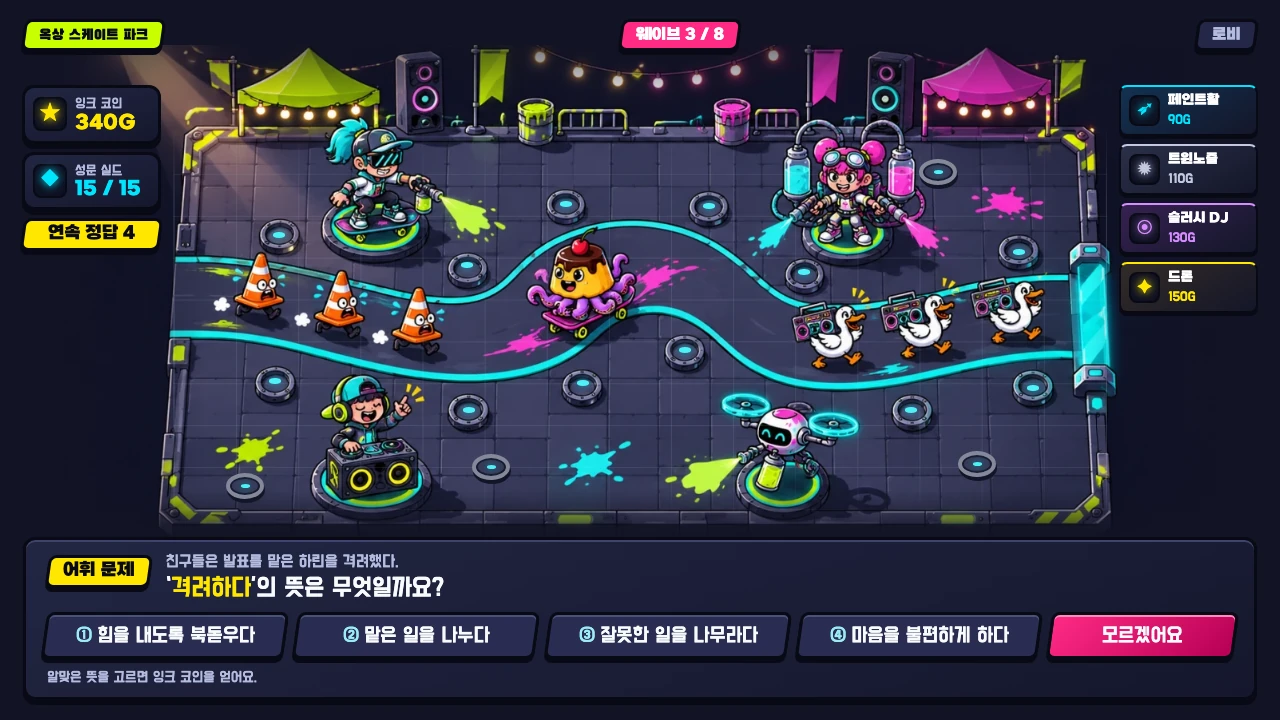 옥상 스케이트 파크
웨이브 3 / 8
로비
잉크 코인
340G
성문 실드
15 / 15
연속 정답 4
페인트활
90G
트윈노즐
110G
슬러시 DJ
130G
드론
150G
어휘 문제
친구들은 발표를 맡은 하린을 격려했다.
'격려하다'의 뜻은 무엇일까요?
① 힘을 내도록 북돋우다
② 맡은 일을 나누다
③ 잘못한 일을 나무라다
④ 마음을 불편하게 하다
모르겠어요
알맞은 뜻을 고르면 잉크 코인을 얻어요.